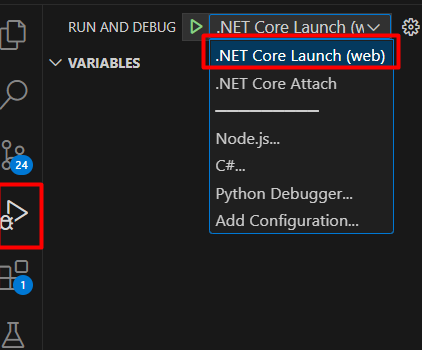 RUN AND DEBUG
.NET Core Launch (w
VARIABLES
.NET Core Launch (web)
.NET Core Attach
Node.js...
C#...
Python Debugger...
Add Configuration...
24
1